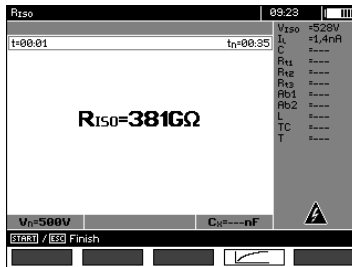 RISO 09:23
t=00:01 tn=00:35
RISO=381GΩ
VISO =528V
IL =1,4nA
C =---
Rt1 =---
Rt2 =---
Rt3 =---
Ab1 =---
Ab2 =---
L =---
TC =---
T =---
Vn=500V Cx=---nF
START / ESC Finish